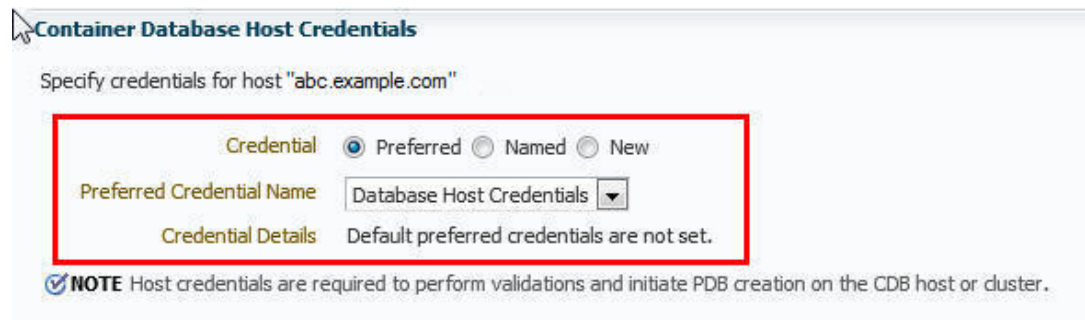 Container Database Host Credentials
Specify credentials for host "abc.example.com"
Credential Preferred Named New
Preferred Credential Name Database Host Credentials
Credential Details Default preferred credentials are not set.
NOTE Host credentials are required to perform validations and initiate PDB creation on the CDB host or cluster.